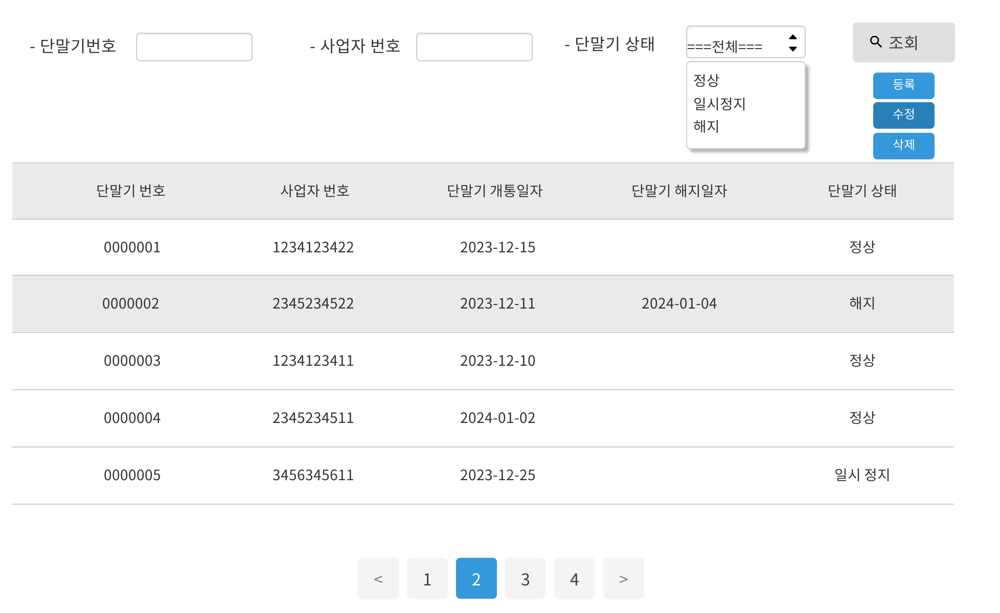 - 단말기번호
- 사업자 번호
- 단말기 상태
===전체===
조회
정상
일시정지
해지
등록
수정
삭제
단말기 번호 사업자 번호 단말기 개통일자 단말기 해지일자 단말기 상태
0000001 1234123422 2023-12-15 정상
0000002 2345234522 2023-12-11 2024-01-04 해지
0000003 1234123411 2023-12-10 정상
0000004 2345234511 2024-01-02 정상
0000005 3456345611 2023-12-25 일시 정지
< 1 2 3 4 >